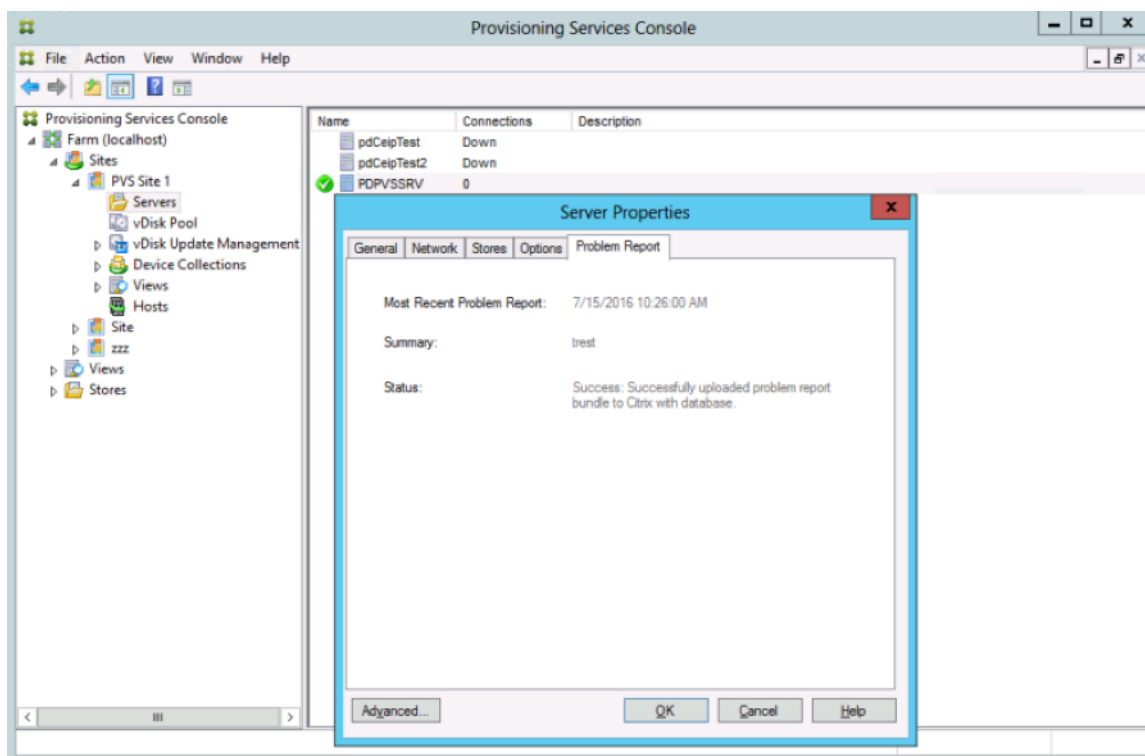 Provisioning Services Console
File Action View Window Help
Provisioning Services Console
Farm (localhost)
Sites
PVS Site 1
Servers
vDisk Pool
vDisk Update Management
Device Collections
Views
Hosts
Site
zzz
Views
Stores
Name Connections Description
pdCeipTest Down
pdCeipTest2 Down
PDPVSSRV 0
Server Properties
General Network Stores Options Problem Report
Most Recent Problem Report: 7/15/2016 10:26:00 AM
Summary: trest
Status: Success: Successfully uploaded problem report
bundle to Citrix with database.
Advanced... OK Cancel Help